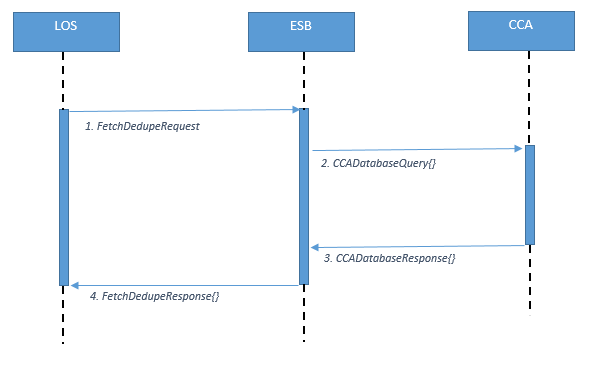 LOS
ESB
CCA
1. FetchDedupeRequest
2. CCADatabaseQuery{}
3. CCADatabaseResponse{}
4. FetchDedupeResponse{}